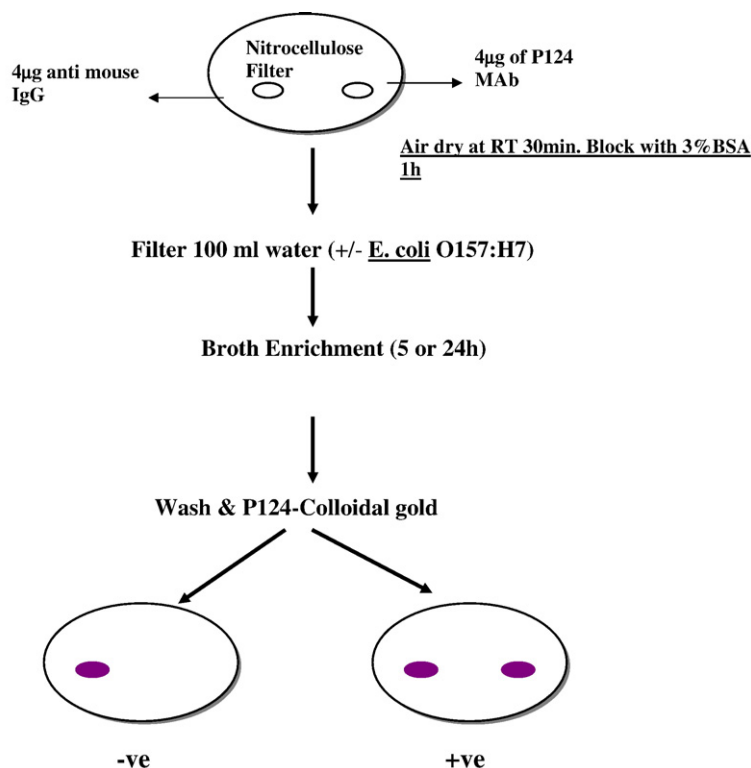 Nitrocellulose
Filter
4µg anti mouse
IgG
4µg of P124
MAb
Air dry at RT 30min. Block with 3%BSA
1h
Filter 100 ml water (+/- E. coli O157:H7)
Broth Enrichment (5 or 24h)
Wash & P124-Colloidal gold
-ve
+ve